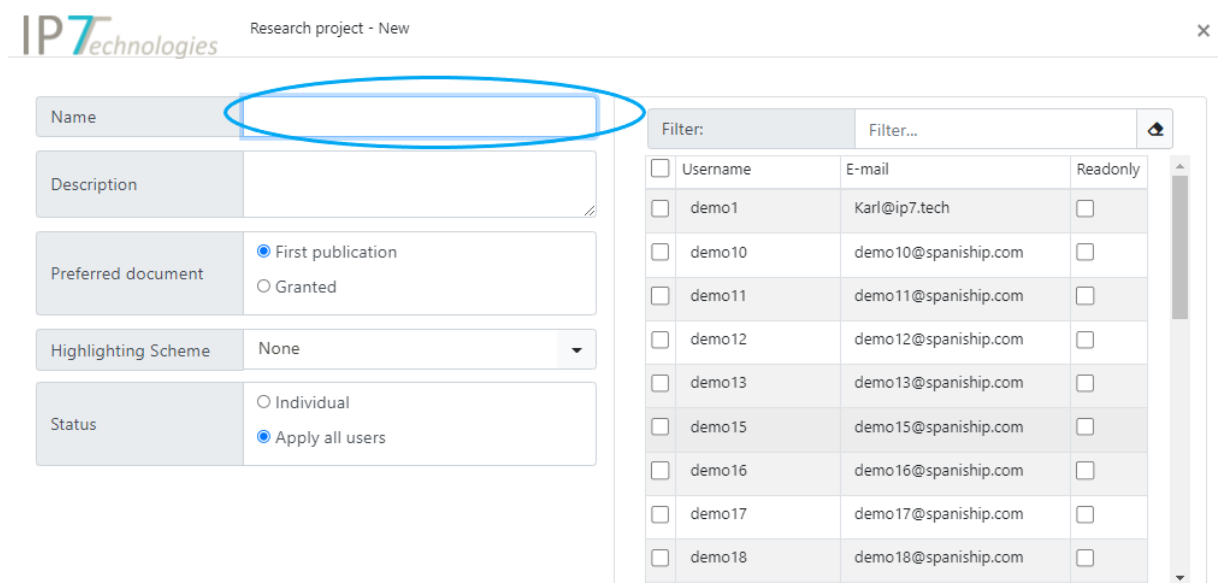 IP7Technologies
Research project - New
Name
Description
Preferred document
First publication
Granted
Highlighting Scheme
None
Status
Individual
Apply all users
Filter:
Filter...
Username E-mail Readonly
demo1 Karl@ip7.tech
demo10 demo10@spaniship.com
demo11 demo11@spaniship.com
demo12 demo12@spaniship.com
demo13 demo13@spaniship.com
demo15 demo15@spaniship.com
demo16 demo16@spaniship.com
demo17 demo17@spaniship.com
demo18 demo18@spaniship.com